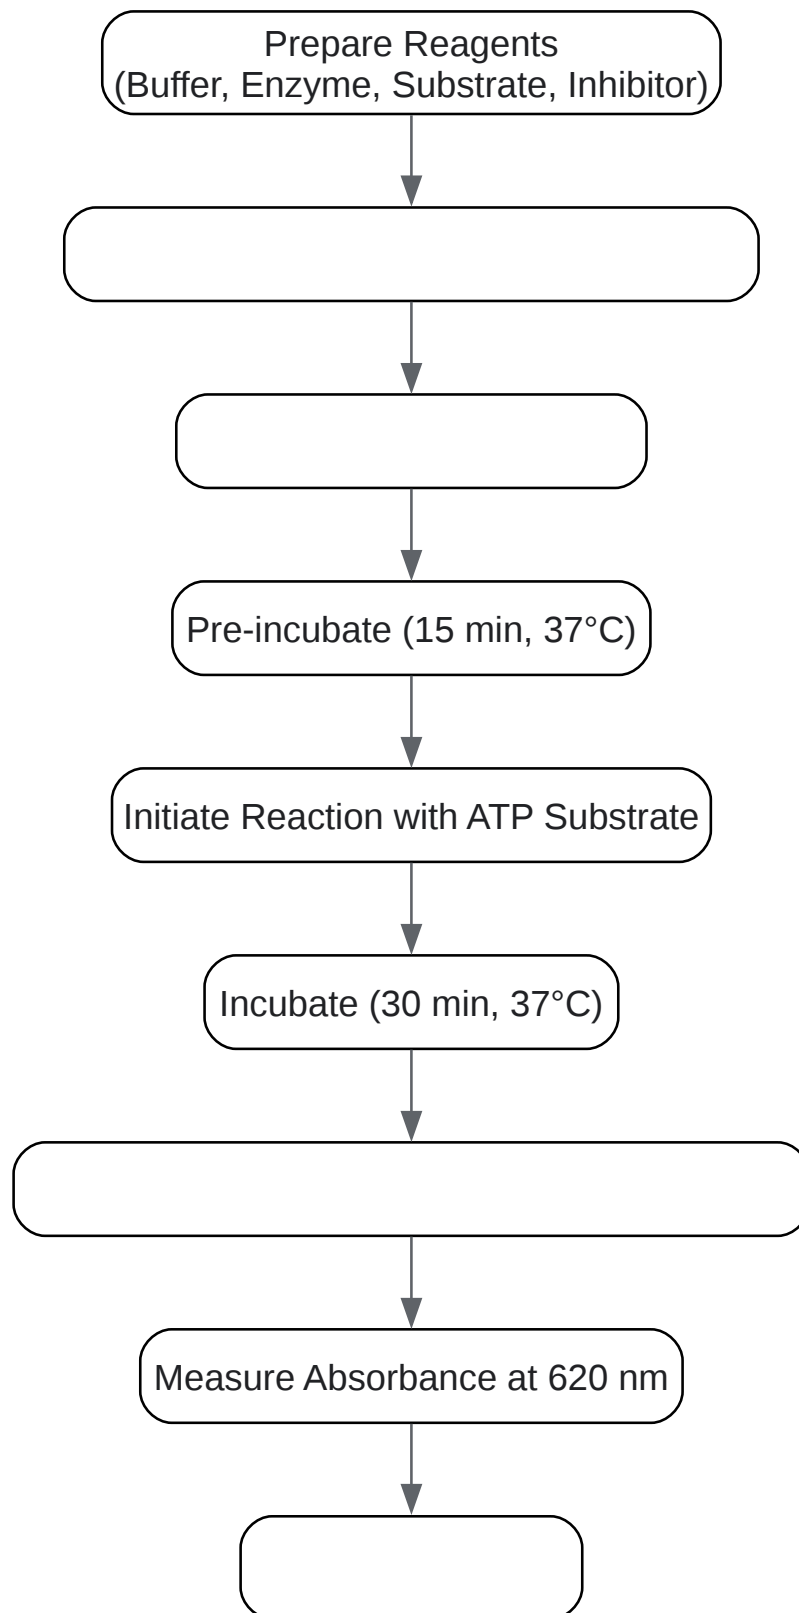 Prepare Reagents
(Buffer, Enzyme, Substrate, Inhibitor)
Pre-incubate (15 min, 37°C)
Initiate Reaction with ATP Substrate
Incubate (30 min, 37°C)
Measure Absorbance at 620 nm